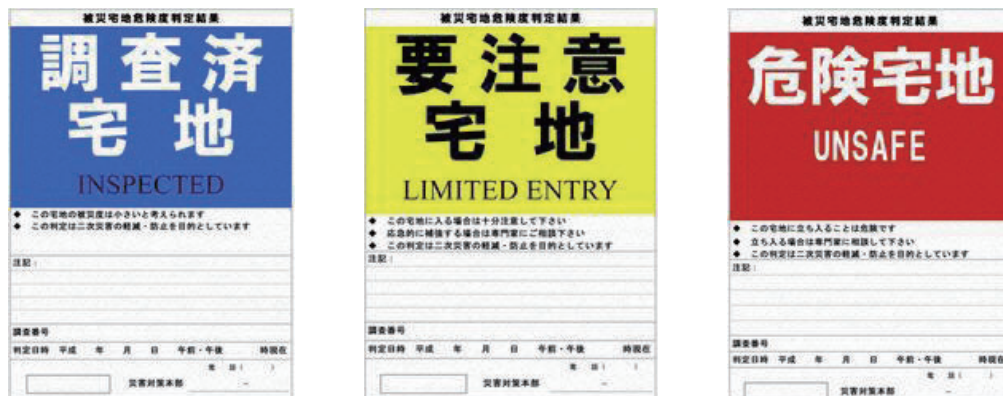 被災宅地危険度判定結果
調査済
宅地
INSPECTED
◆ この宅地の被災度は小さいと考えられます
◆ この判定は二次災害の軽減・防止を目的としています
注記:
調査番号
判定日時 平成 年 月 日 午前・午後 時現在
電話( )
災害対策本部 -
被災宅地危険度判定結果
要注意
宅地
LIMITED ENTRY
◆ この宅地に入る場合は十分注意して下さい
◆ 応急的に補強する場合は専門家にご相談下さい
◆ この判定は二次災害の軽減・防止を目的としています
注記:
調査番号
判定日時 平成 年 月 日 午前・午後 時現在
電話( )
災害対策本部 -
被災宅地危険度判定結果
危険宅地
UNSAFE
◆ この宅地に立ち入ることは危険です
◆ 立ち入る場合は専門家に相談して下さい
◆ この判定は二次災害の軽減・防止を目的としています
注記:
調査番号
判定日時 平成 年 月 日 午前・午後 時現在
電話( )
災害対策本部 -